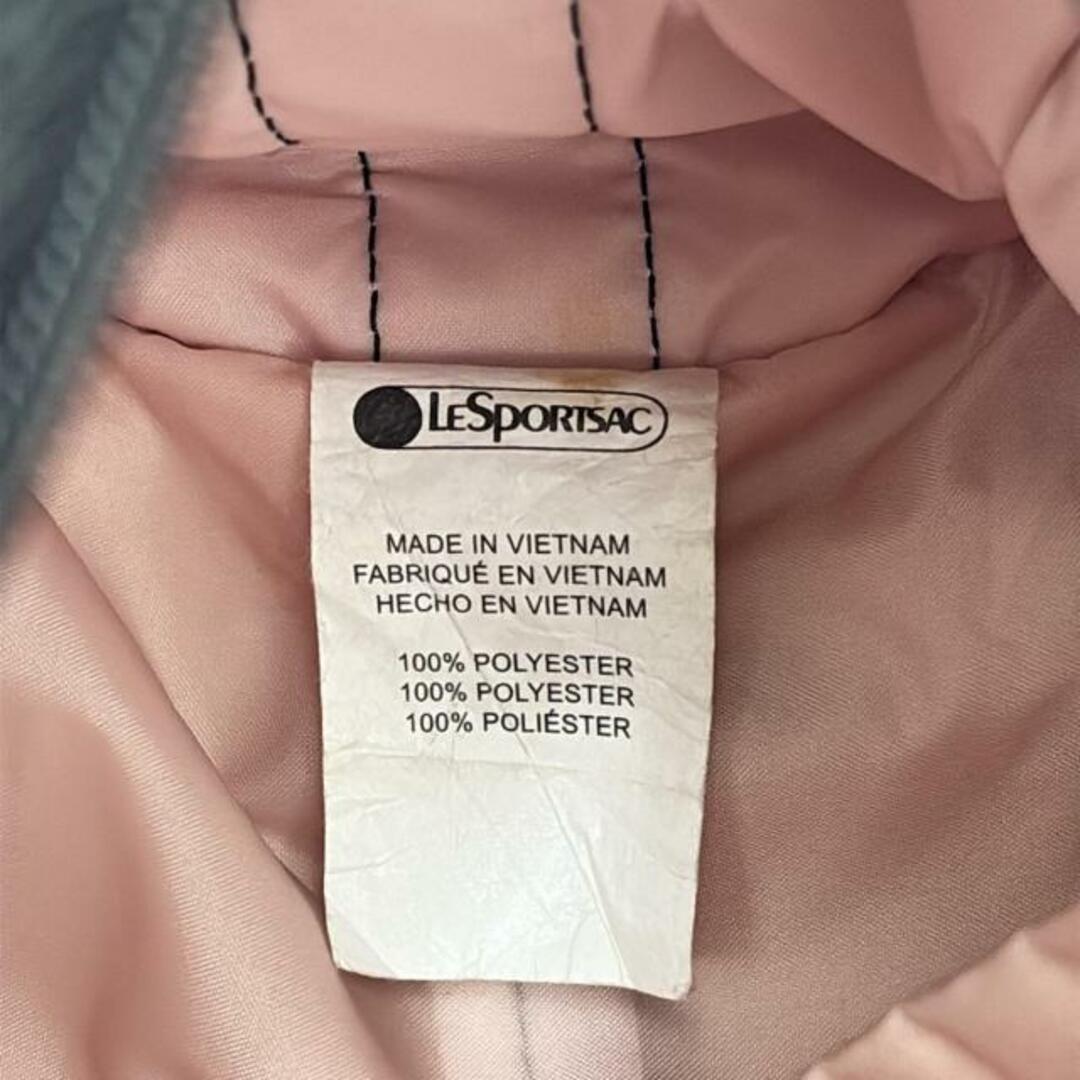 LESPORTSAC
MADE IN VIETNAM
FABRIQUÉ EN VIETNAM
HECHO EN VIETNAM
100% POLYESTER
100% POLYESTER
100% POLIÉSTER